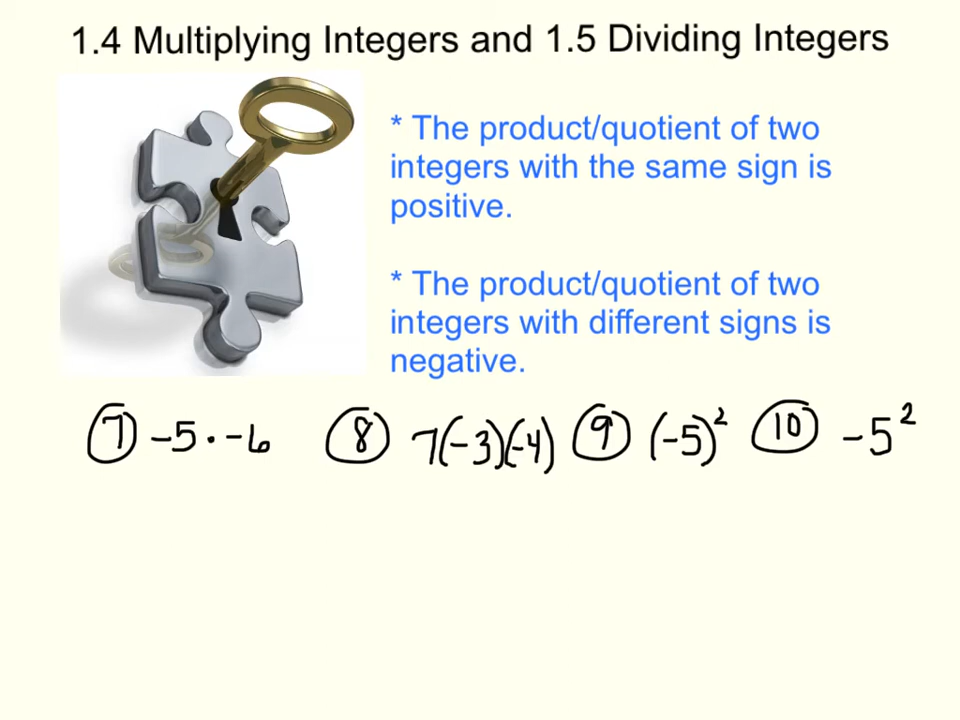 1.4 Multiplying Integers and 1.5 Dividing Integers
* The product/quotient of two
integers with the same sign is
positive.
* The product/quotient of two
integers with different signs is
negative.
⑦ -5 · -6 ⑧ 7(-3)(-4) ⑨ (-5)² ⑩ -5²